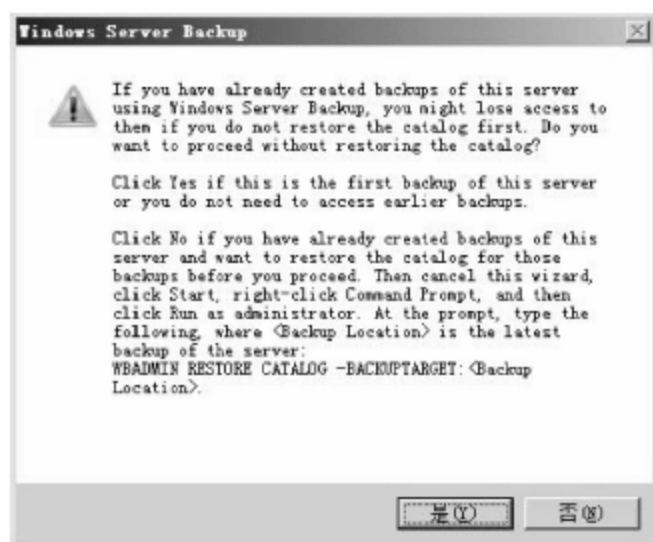 Windows Server Backup
If you have already created backups of this server
using Windows Server Backup, you might lose access to
them if you do not restore the catalog first. Do you
want to proceed without restoring the catalog?
Click Yes if this is the first backup of this server
or you do not need to access earlier backups.
Click No if you have already created backups of this
server and want to restore the catalog for those
backups before you proceed. Then cancel this wizard,
click Start, right-click Command Prompt, and then
click Run as administrator. At the prompt, type the
following, where <Backup Location> is the latest
backup of the server:
WBADMIN RESTORE CATALOG -BACKUPTARGET:<Backup
Location>.
是(Y)
否(N)